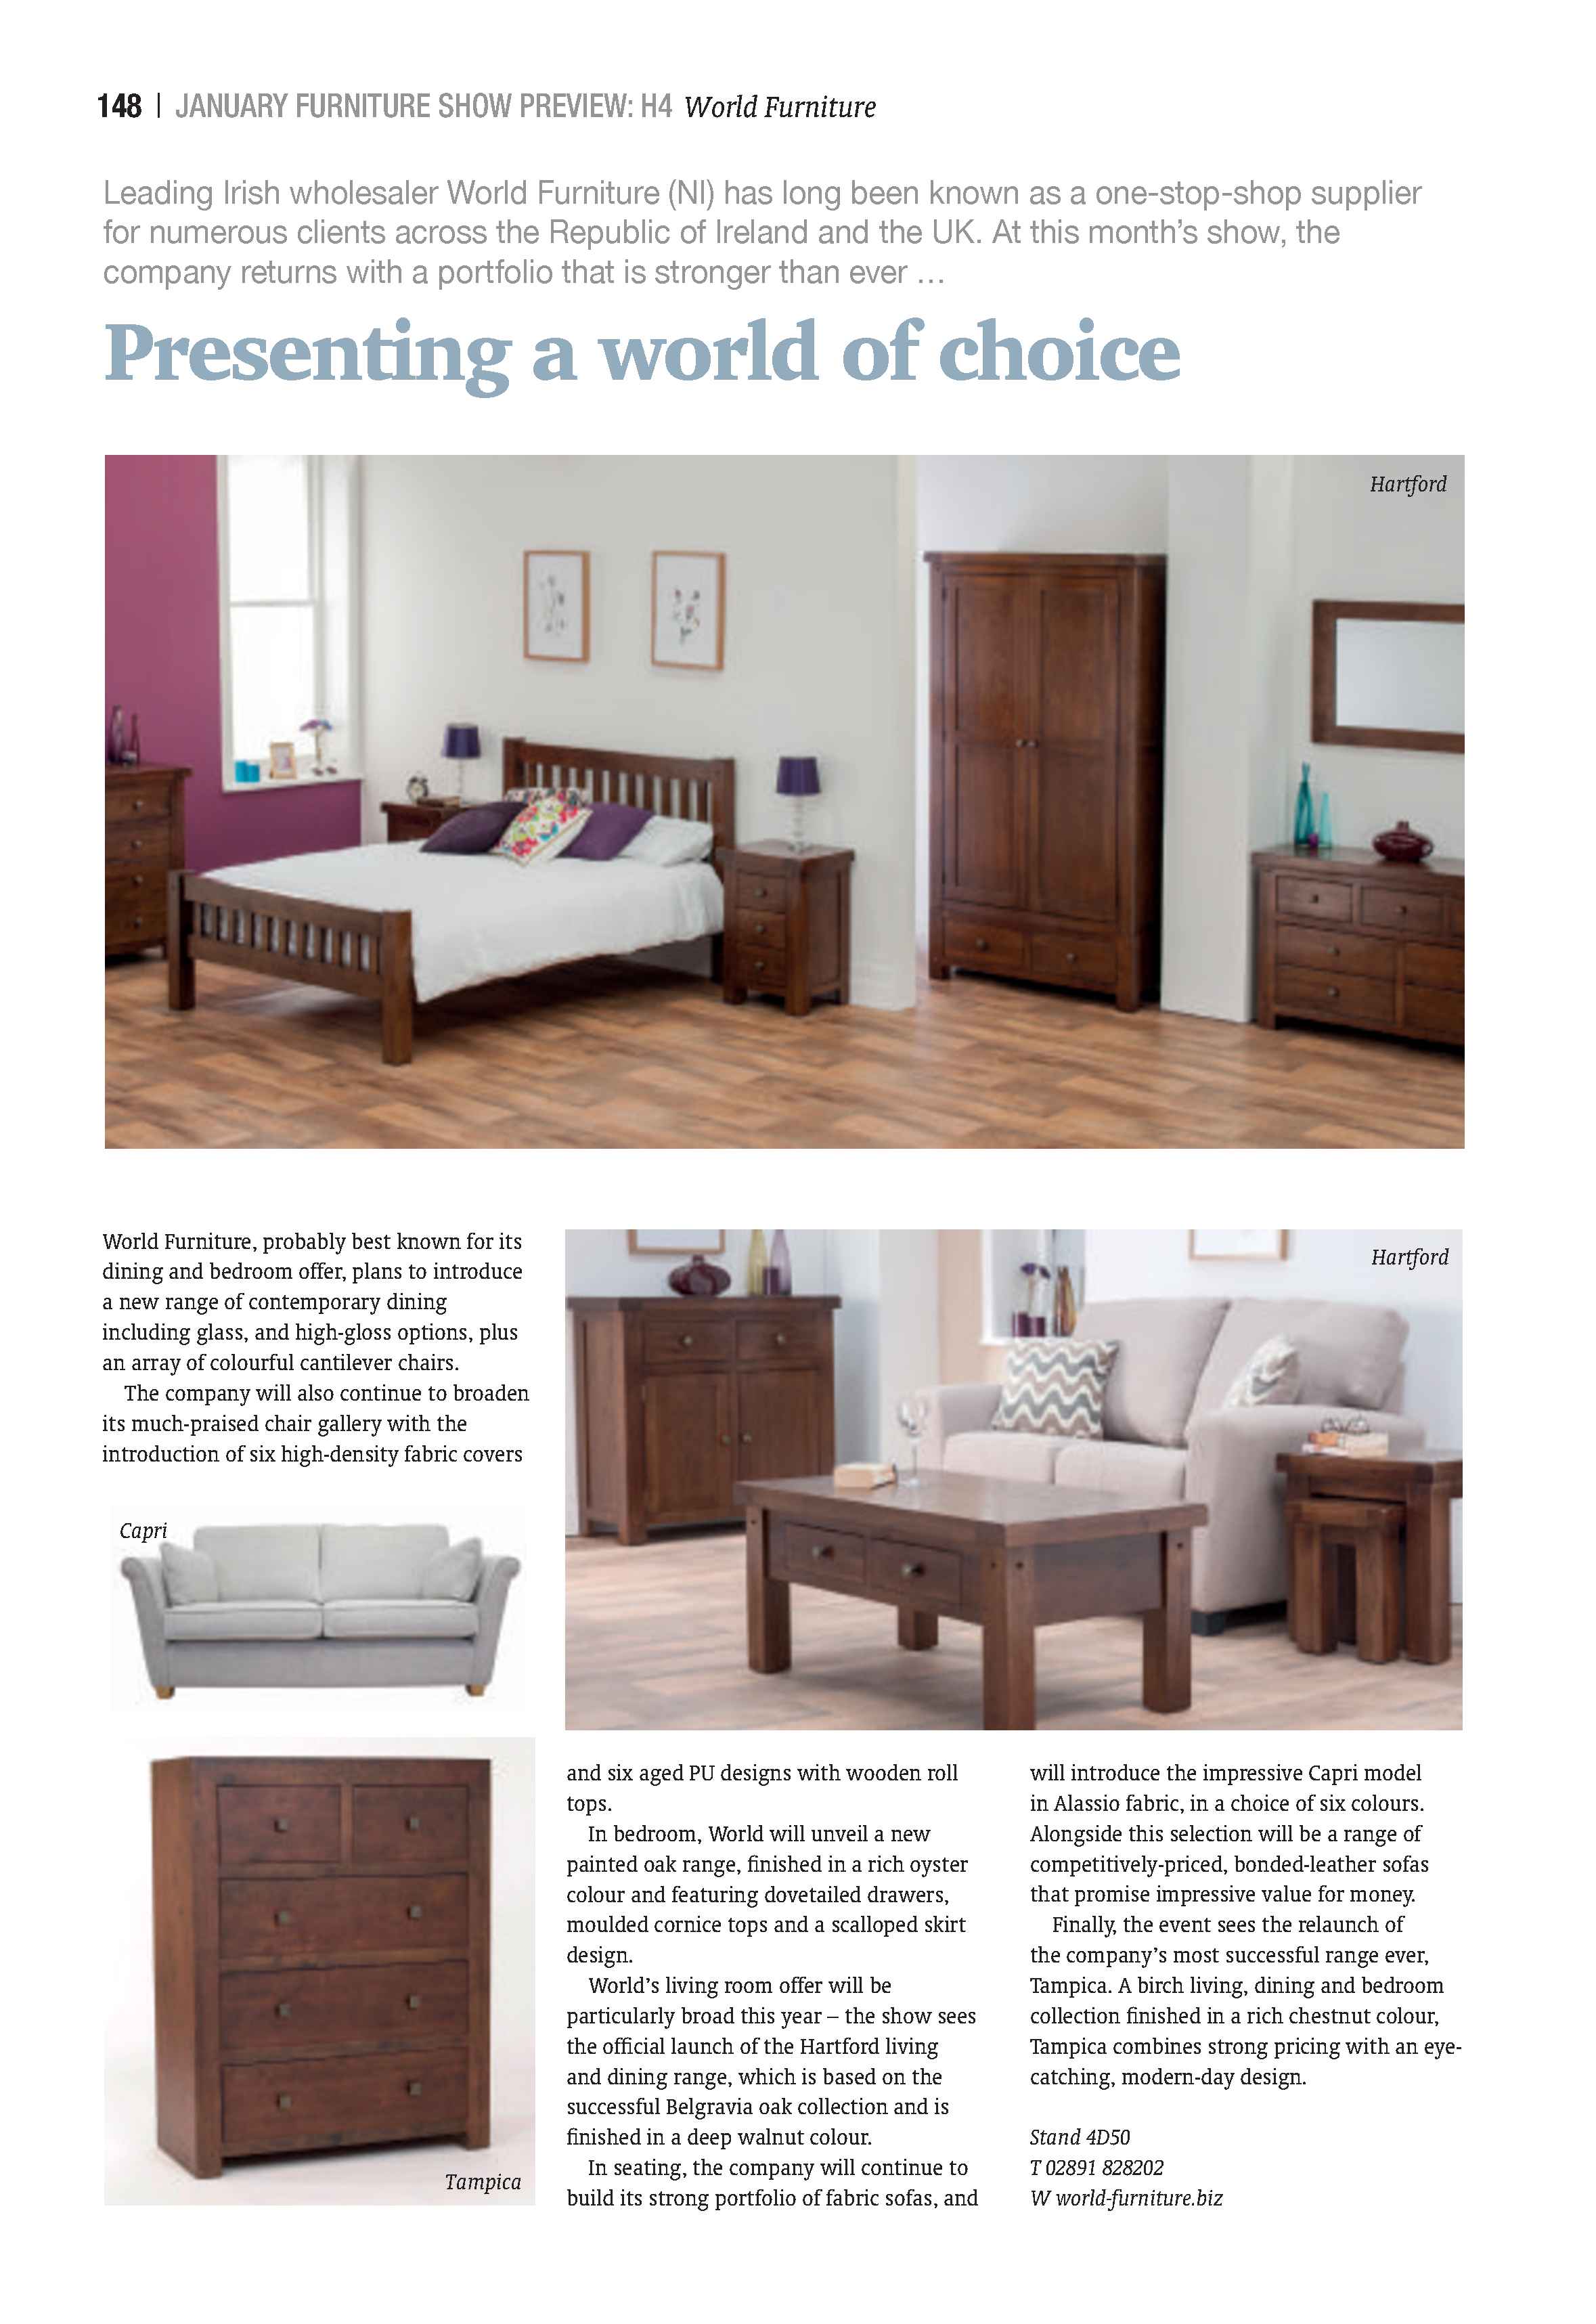 148 | JANUARY FURNITURE SHOW PREVIEW: H4 World Furniture
Leading Irish wholesaler World Furniture (NI) has long been known as a one-stop-shop supplier
for numerous clients across the Republic of Ireland and the UK. At this month’s show, the
company returns with a portfolio that is stronger than ever …
Presenting a world of choice
Hartford
World Furniture, probably best known for its
dining and bedroom offer, plans to introduce
a new range of contemporary dining
including glass, and high-gloss options, plus
an array of colourful cantilever chairs.
The company will also continue to broaden
its much-praised chair gallery with the
introduction of six high-density fabric covers
Hartford
Capri
Tampica
and six aged PU designs with wooden roll
tops.
In bedroom, World will unveil a new
painted oak range, finished in a rich oyster
colour and featuring dovetailed drawers,
moulded cornice tops and a scalloped skirt
design.
World’s living room offer will be
particularly broad this year – the show sees
the official launch of the Hartford living
and dining range, which is based on the
successful Belgravia oak collection and is
finished in a deep walnut colour.
In seating, the company will continue to
build its strong portfolio of fabric sofas, and
will introduce the impressive Capri model
in Alassio fabric, in a choice of six colours.
Alongside this selection will be a range of
competitively-priced, bonded-leather sofas
that promise impressive value for money.
Finally, the event sees the relaunch of
the company’s most successful range ever,
Tampica. A birch living, dining and bedroom
collection finished in a rich chestnut colour,
Tampica combines strong pricing with an eye-
catching, modern-day design.
Stand 4D50
T 02891 828202
W world-furniture.biz